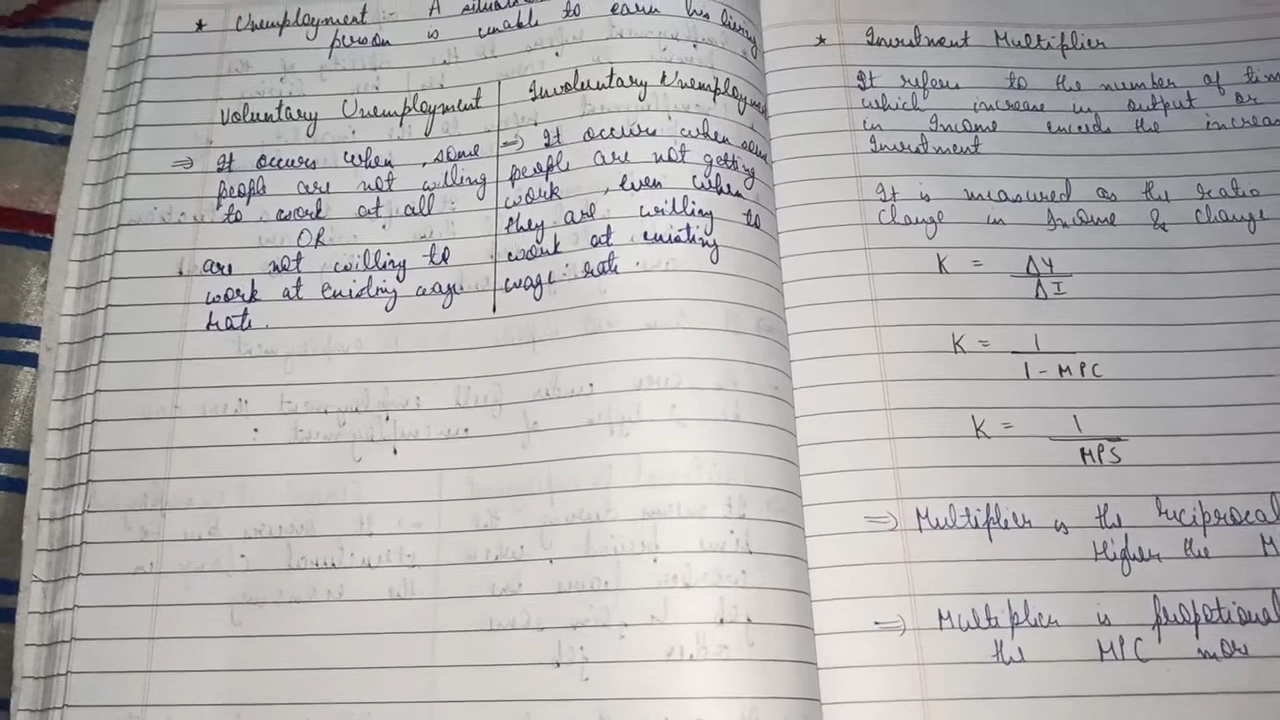 * Unemployment :- A situat
person is unable to earn his living
Voluntary Unemployment
⇒ It occurs when some
people are not willing
to work at all.
OR
are not willing to
work at existing wage
rate.
Involuntary Unemploym
⇒ It occurs when some
people are not getting
work, even when
they are willing to
work at existing
wage rate.
* Investment Multiplier
It refers to the number of tim
which increase in output or
in Income exceeds the increas
Investment
It is measured as the ratio
change in Income & change
K = ΔY / ΔI
K = 1 / 1 - MPC
K = 1 / MPS
⇒ Multiplier is the reciprocal
Higher the M
⇒ Multiplier is propotional
the MPC more